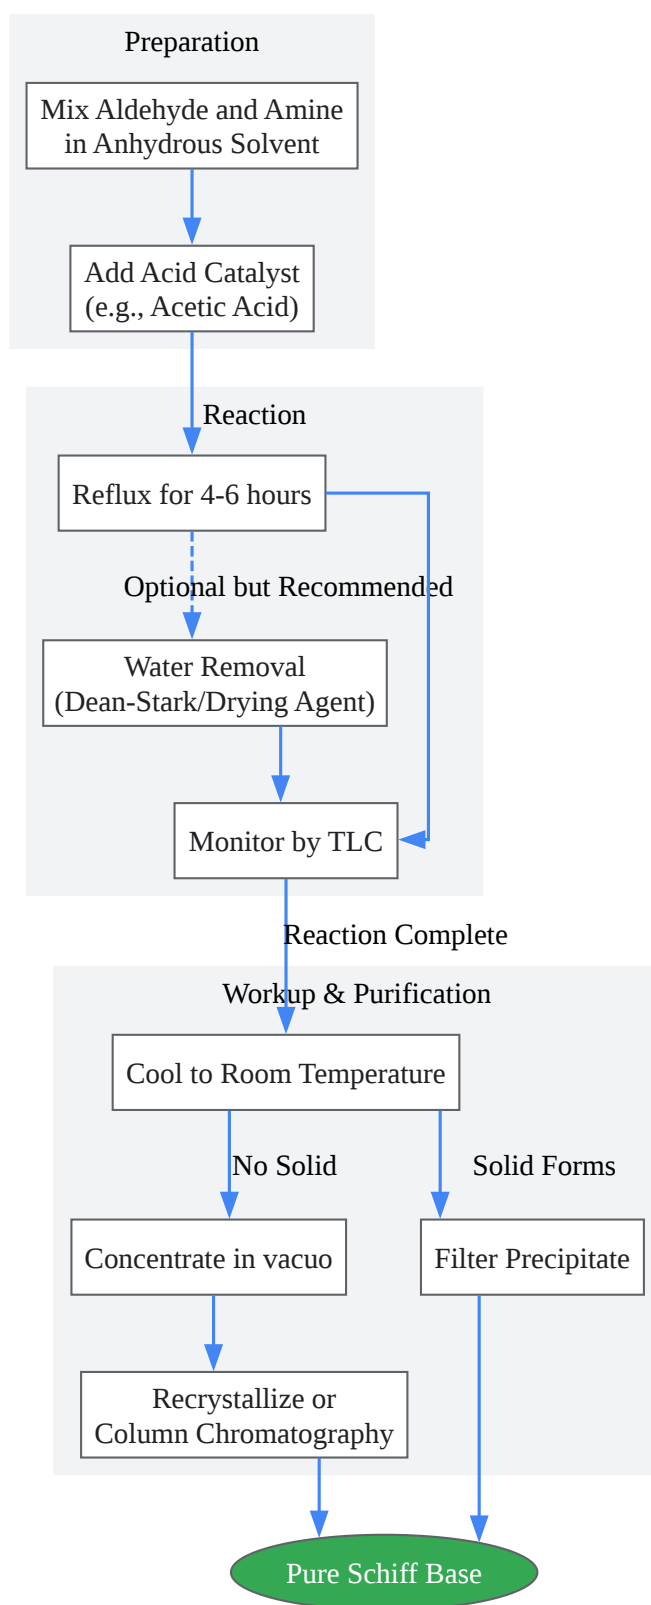 Preparation
Mix Aldehyde and Amine
in Anhydrous Solvent
Add Acid Catalyst
(e.g., Acetic Acid)
Reaction
Reflux for 4-6 hours
Optional but Recommended
Water Removal
(Dean-Stark/Drying Agent)
Monitor by TLC
Reaction Complete
Workup & Purification
Cool to Room Temperature
No Solid
Solid Forms
Concentrate in vacuo
Filter Precipitate
Recrystallize or
Column Chromatography
Pure Schiff Base